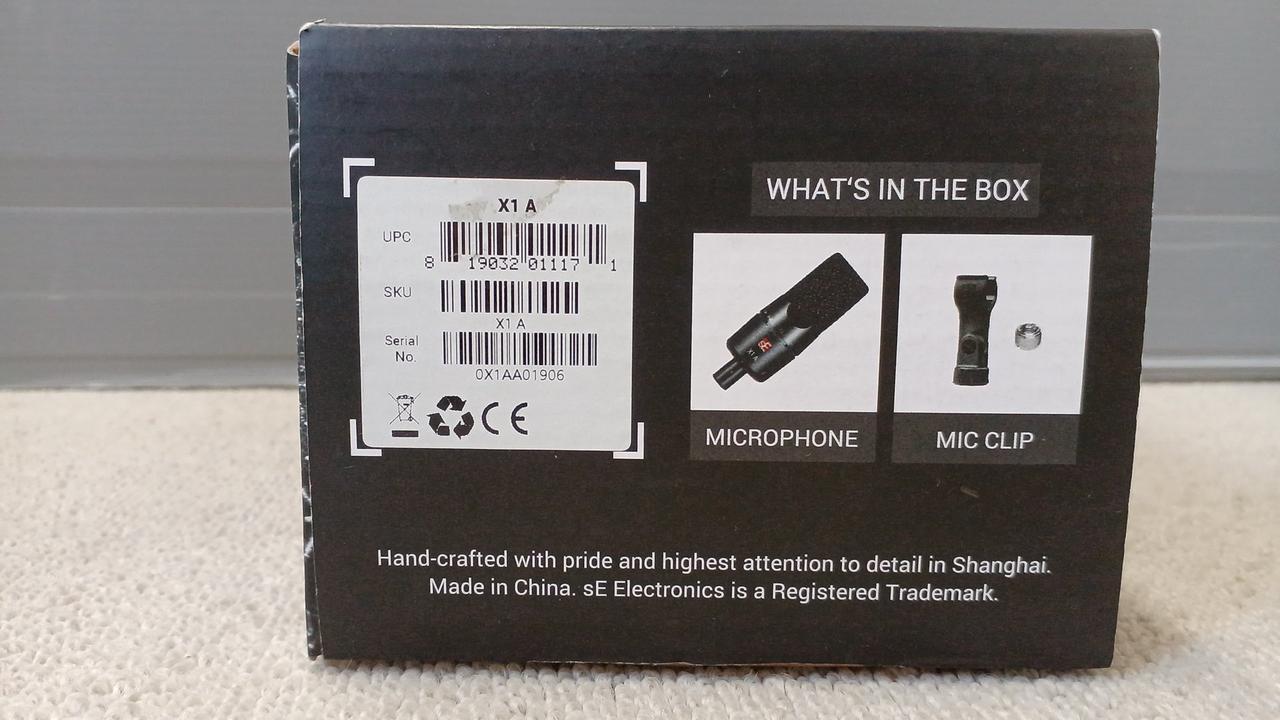 X1 A
UPC
8 19032 01117 1
SKU
X1 A
Serial
No.
0X1AA01906
CE
WHAT‘S IN THE BOX
sE
X1 A
MICROPHONE
MIC CLIP
Hand-crafted with pride and highest attention to detail in Shanghai.
Made in China. sE Electronics is a Registered Trademark.